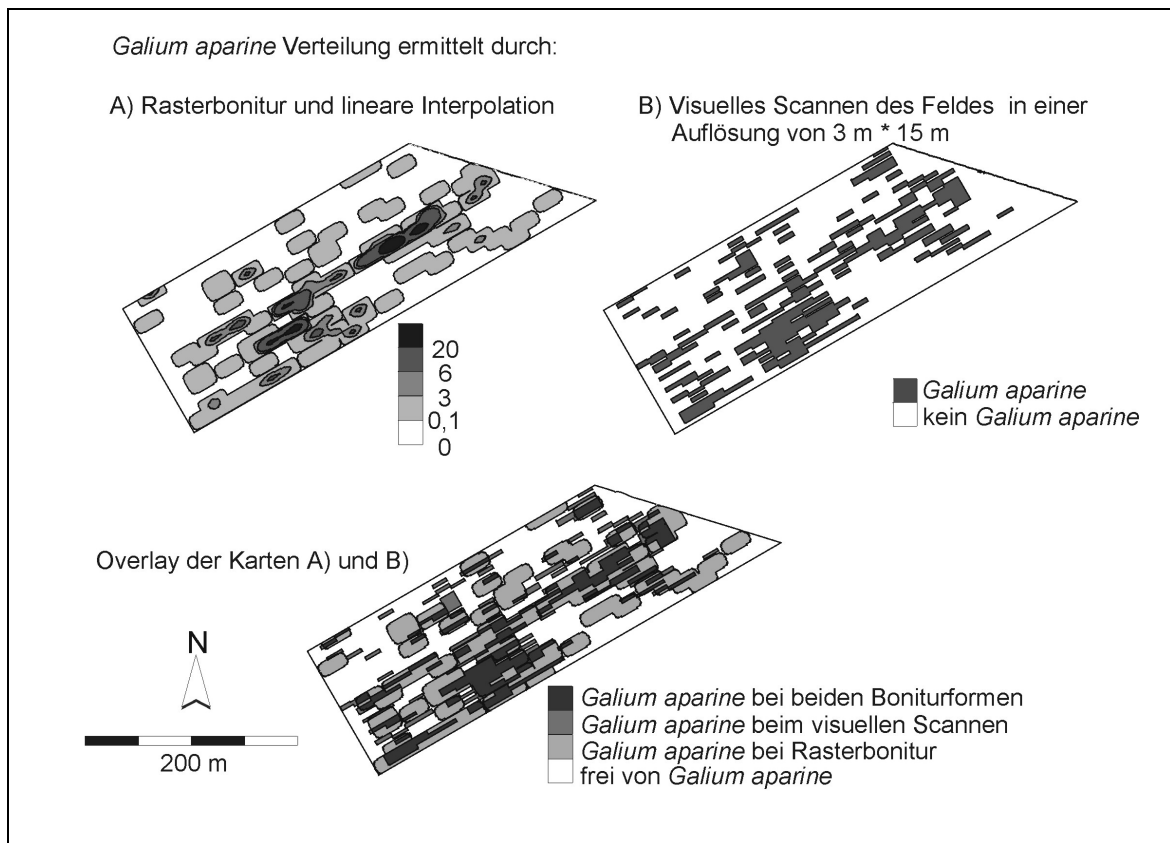 Galium aparine Verteilung ermittelt durch:
A) Rasterbonitur und lineare Interpolation
B) Visuelles Scannen des Feldes in einer
Auflösung von 3 m * 15 m
20
6
3
0,1
0
Galium aparine
kein Galium aparine
Overlay der Karten A) und B)
N
200 m
Galium aparine bei beiden Boniturformen
Galium aparine beim visuellen Scannen
Galium aparine bei Rasterbonitur
frei von Galium aparine